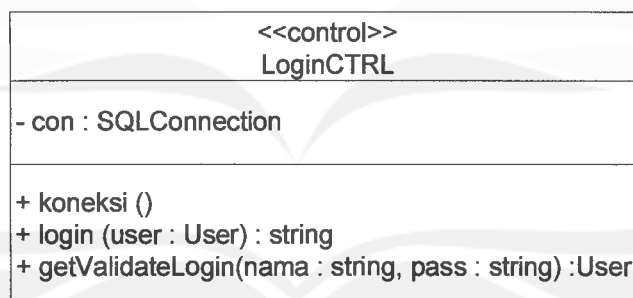 <<control>>
LoginCTRL
- con : SQLConnection
+ koneksi ()
+ login (user : User) : string
+ getValidateLogin(nama : string, pass : string) :User